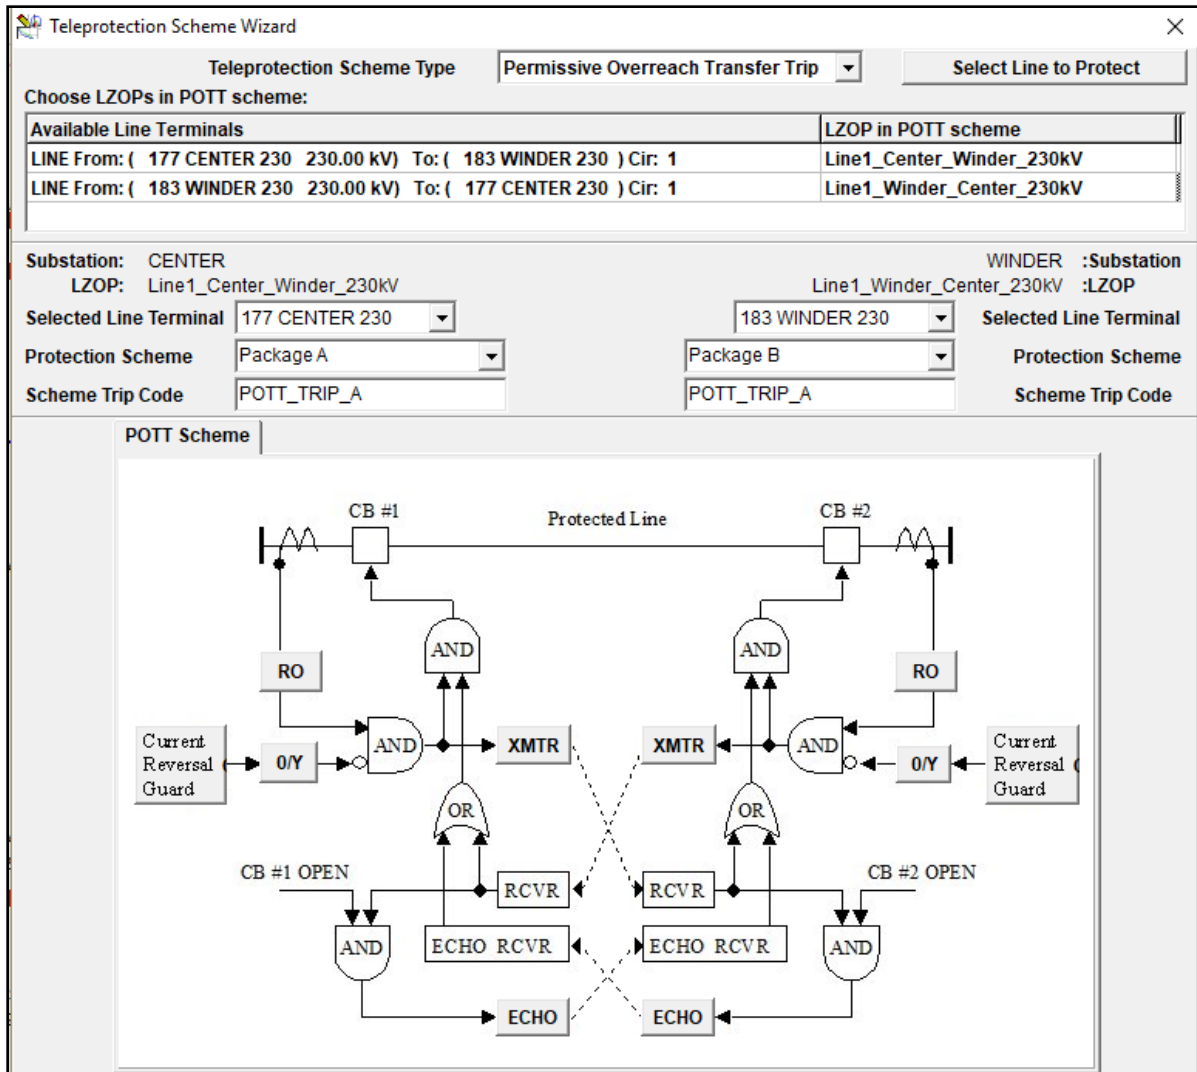 Teleprotection Scheme Wizard
Teleprotection Scheme Type Permissive Overreach Transfer Trip Select Line to Protect
Choose LZOPs in POTT scheme:
Available Line Terminals LZOP in POTT scheme
LINE From: ( 177 CENTER 230 230.00 kV) To: ( 183 WINDER 230 ) Cir: 1 Line1_Center_Winder_230kV
LINE From: ( 183 WINDER 230 230.00 kV) To: ( 177 CENTER 230 ) Cir: 1 Line1_Winder_Center_230kV
Substation: CENTER WINDER :Substation
LZOP: Line1_Center_Winder_230kV Line1_Winder_Center_230kV :LZOP
Selected Line Terminal 177 CENTER 230 183 WINDER 230 Selected Line Terminal
Protection Scheme Package A Package B Protection Scheme
Scheme Trip Code POTT_TRIP_A POTT_TRIP_A Scheme Trip Code
POTT Scheme
CB #1 Protected Line CB #2
AND AND
RO RO
Current Reversal Guard 0/Y AND XMTR XMTR AND 0/Y Current Reversal Guard
OR OR
CB #1 OPEN RCVR RCVR CB #2 OPEN
AND ECHO RCVR ECHO RCVR AND
ECHO ECHO